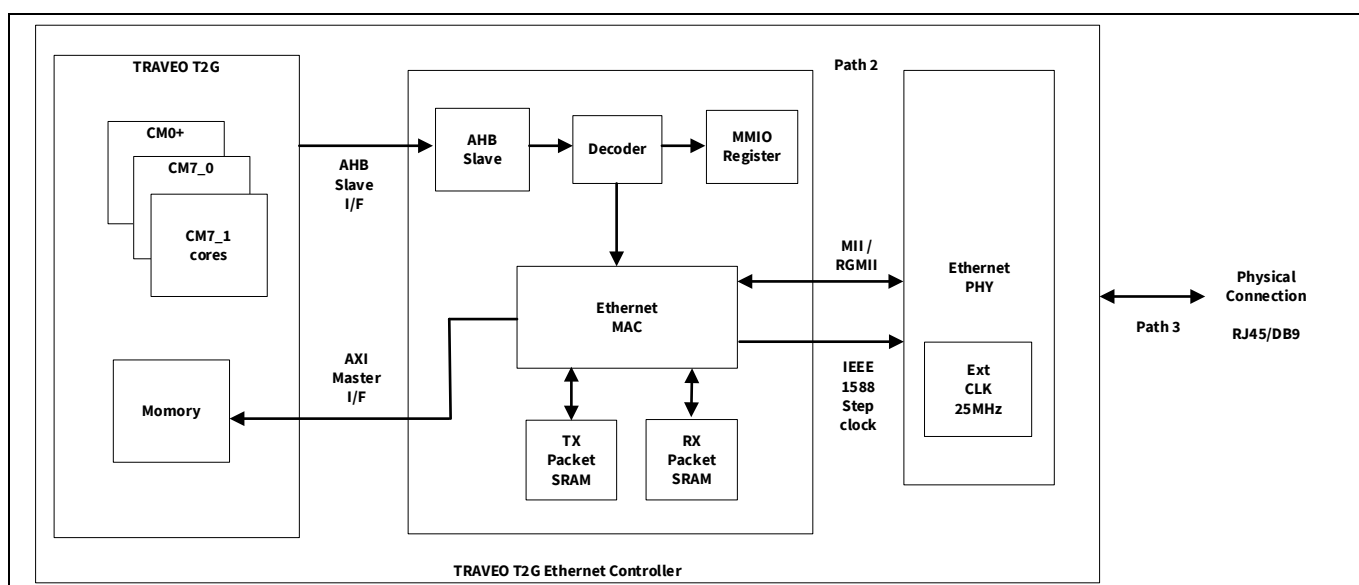 TRAVEO T2G
CM0+
CM7_0
CM7_1
cores
Momory
AHB
Slave
I/F
AXI
Master
I/F
AHB
Slave
Decoder
MMIO
Register
Ethernet
MAC
TX
Packet
SRAM
RX
Packet
SRAM
Path 2
MII /
RGMII
IEEE
1588
Step
clock
Ethernet
PHY
Ext
CLK
25MHz
Path 3
Physical
Connection
RJ45/DB9
TRAVEO T2G Ethernet Controller